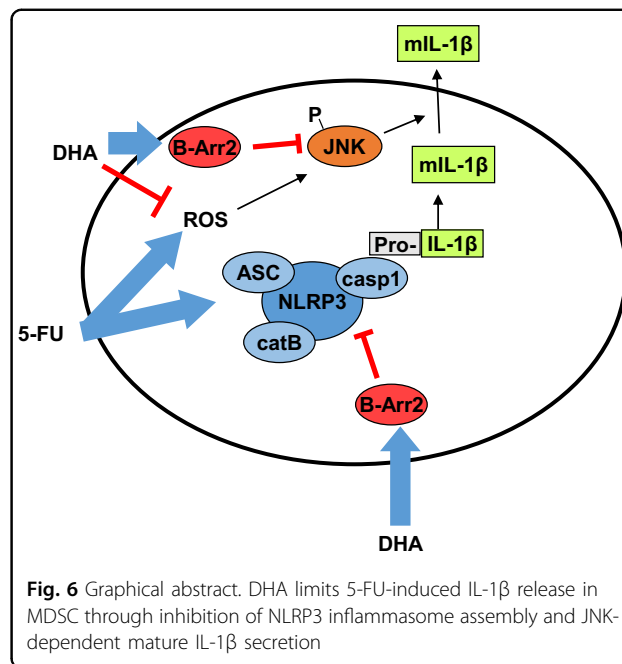 mIL-1β
P
DHA
B-Arr2
JNK
mIL-1β
ROS
Pro- IL-1β
ASC
casp1
NLRP3
5-FU
catB
B-Arr2
DHA
Fig. 6 Graphical abstract. DHA limits 5-FU-induced IL-1β release in
MDSC through inhibition of NLRP3 inflammasome assembly and JNK-
dependent mature IL-1β secretion